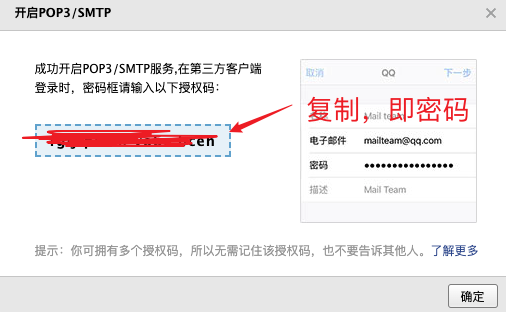 开启POP3/SMTP
成功开启POP3/SMTP服务,在第三方客户端
登录时，密码框请输入以下授权码：
取消 QQ 下一步
复制，即密码
Mail team
电子邮件 mailteam@qq.com
密码 ●●●●●●●●●●●●●●●●
描述 Mail Team
提示：你可拥有多个授权码，所以无需记住该授权码，也不要告诉其他人。了解更多
确定